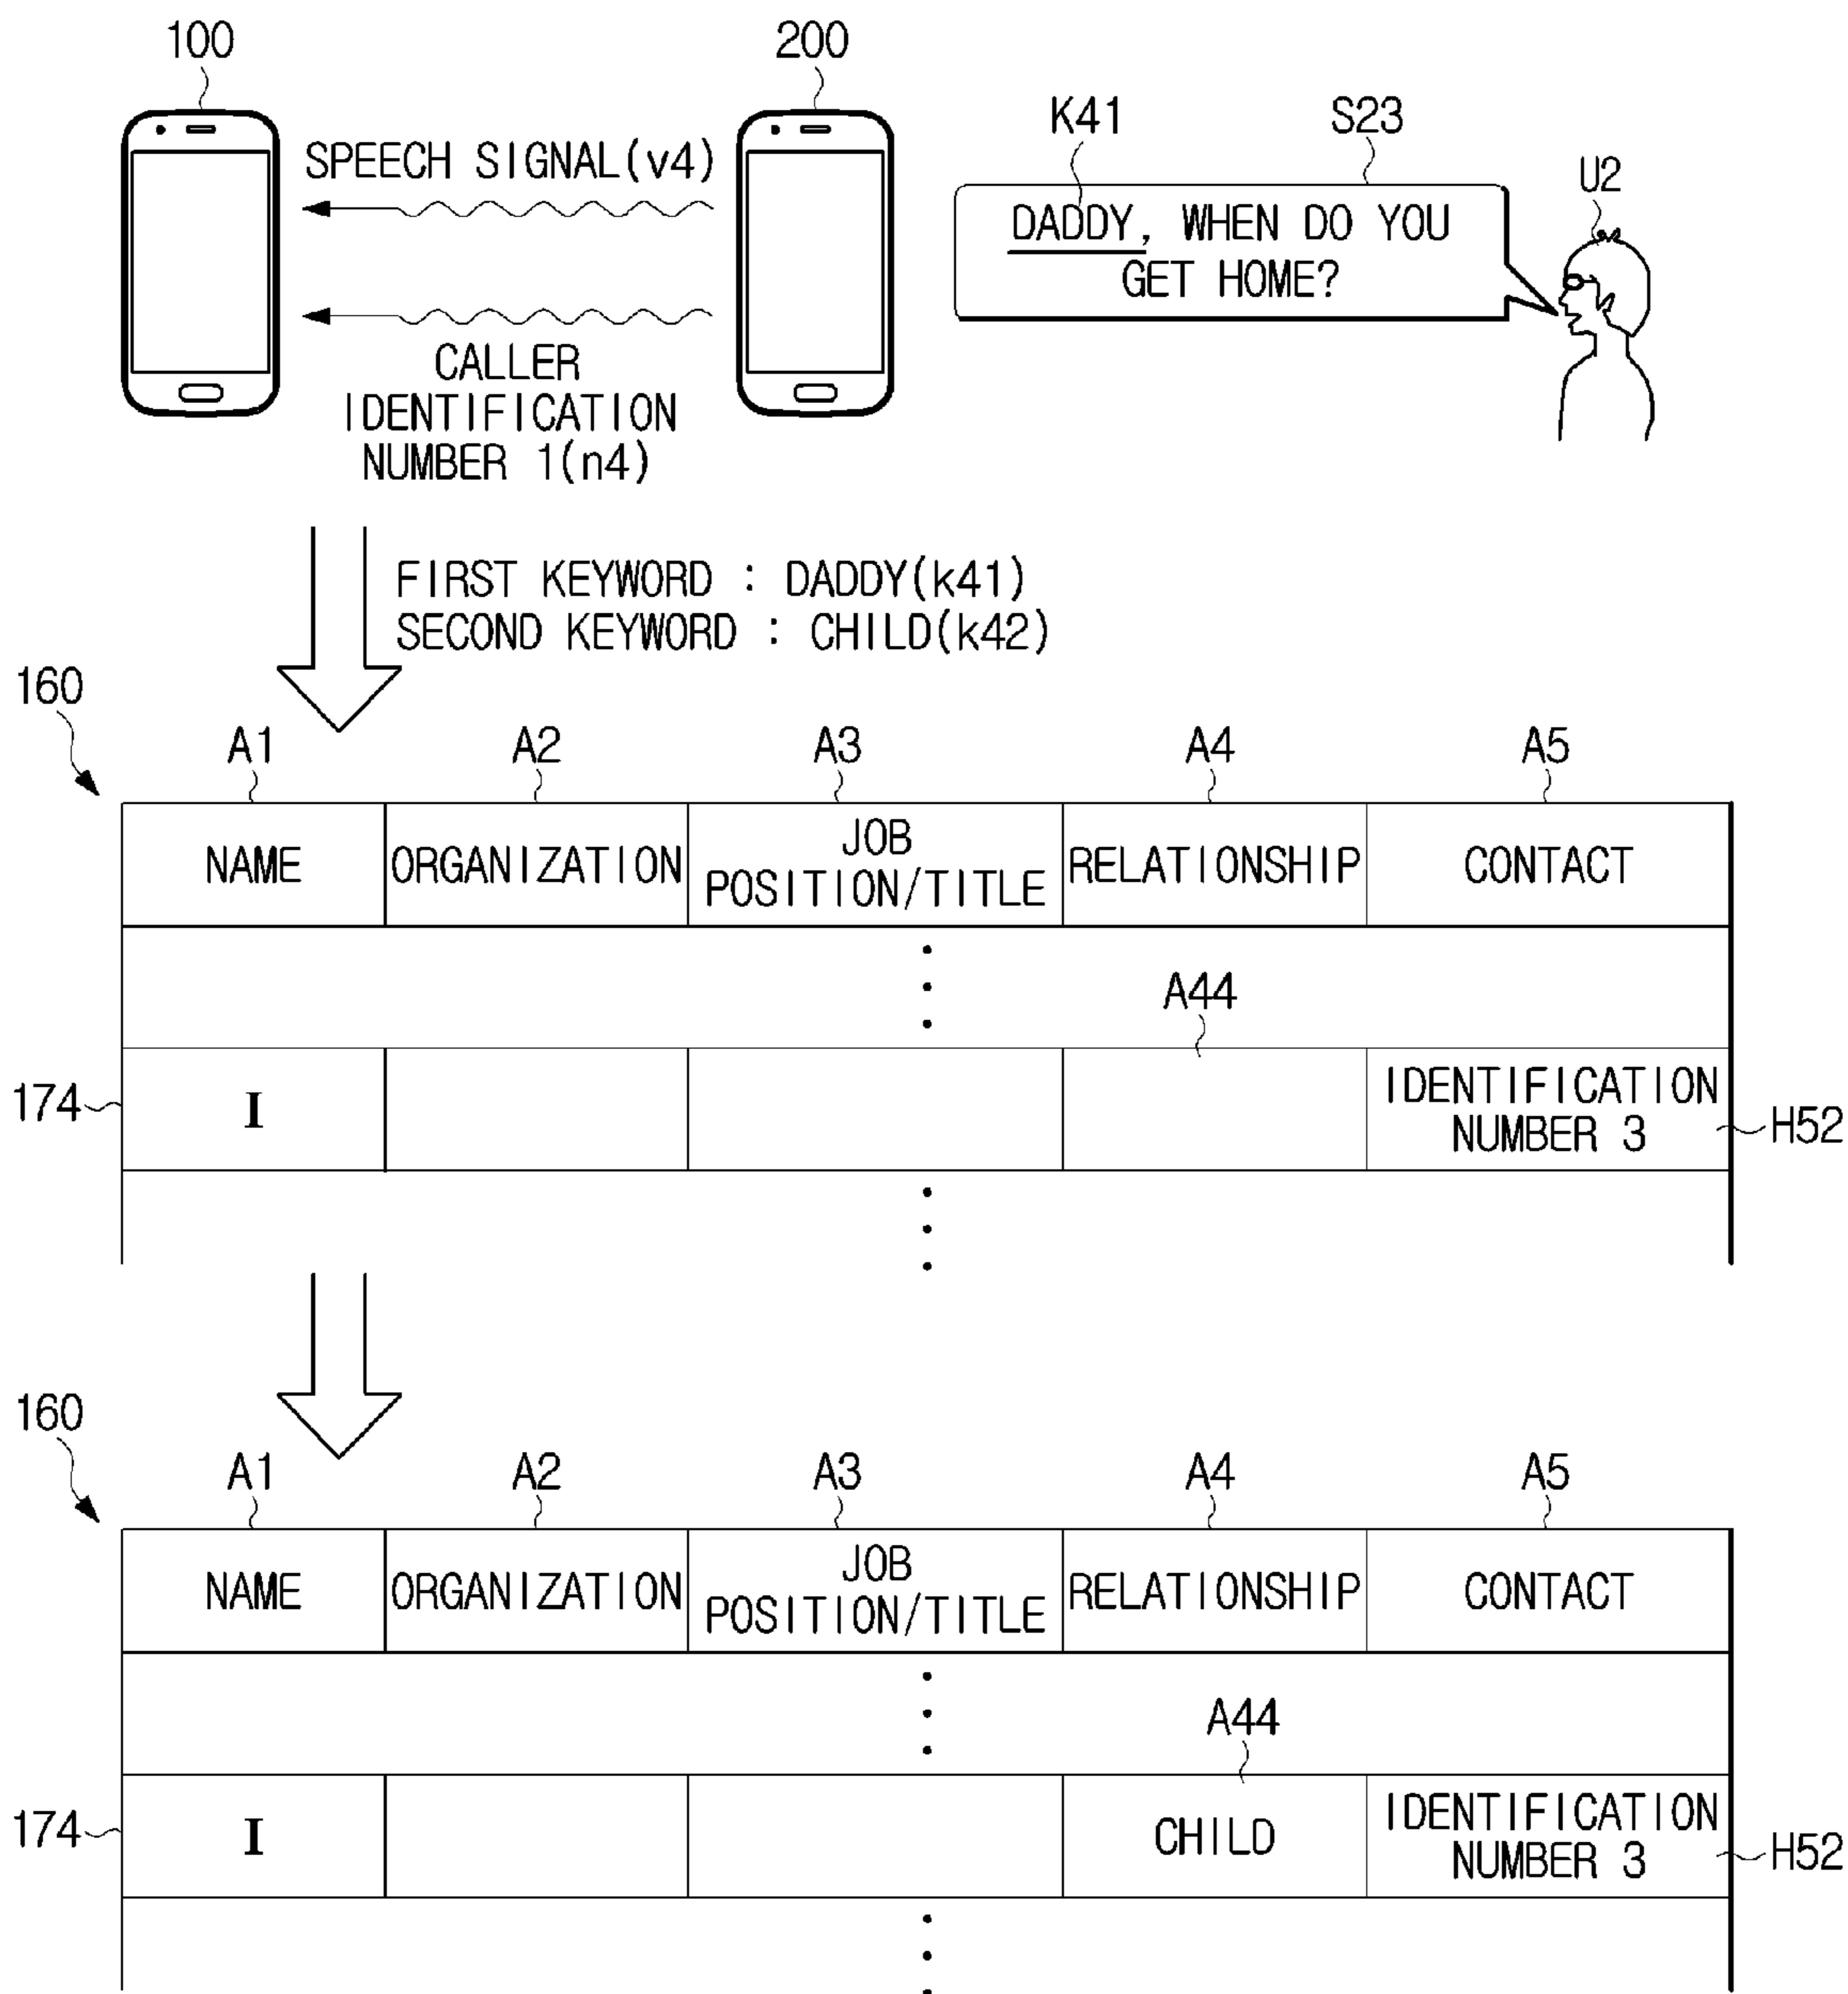 100
200
K41
S23
U2
SPEECH SIGNAL(v4)
DADDY, WHEN DO YOU
GET HOME?
CALLER
IDENTIFICATION
NUMBER 1(n4)
FIRST KEYWORD : DADDY(k41)
SECOND KEYWORD : CHILD(k42)
160
A1
A2
A3
A4
A5
NAME
ORGANIZATION
JOB
POSITION/TITLE
RELATIONSHIP
CONTACT
A44
174
I
IDENTIFICATION
NUMBER 3
H52
160
A1
A2
A3
A4
A5
NAME
ORGANIZATION
JOB
POSITION/TITLE
RELATIONSHIP
CONTACT
A44
174
I
CHILD
IDENTIFICATION
NUMBER 3
H52